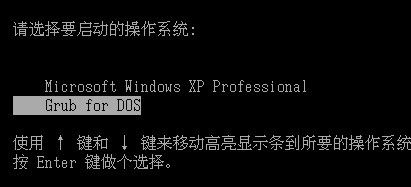 请选择要启动的操作系统:
Microsoft Windows XP Professional
Grub for DOS
使用 ↑ 键和 ↓ 键来移动高亮显示条到所要的操作系统
按 Enter 键做个选择。